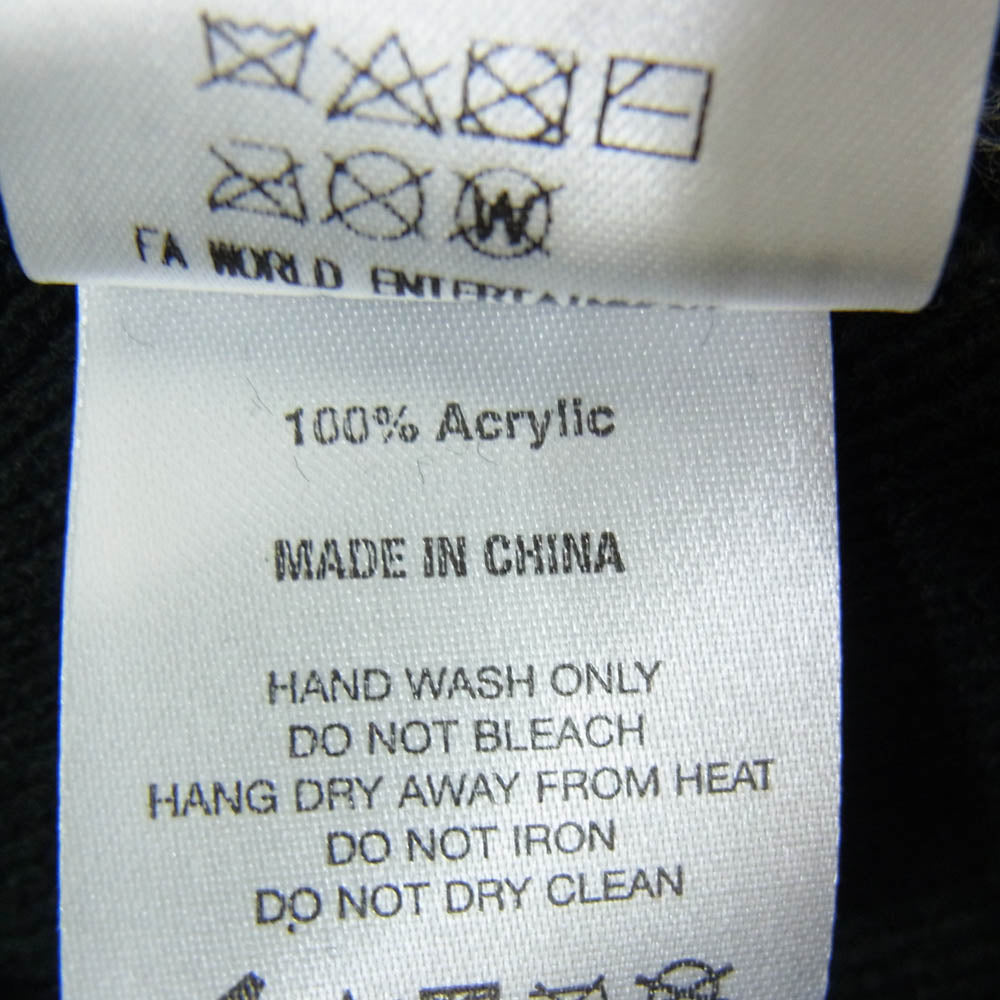 W
FA WORLD ENTERTAINMENT
100% Acrylic
MADE IN CHINA
HAND WASH ONLY
DO NOT BLEACH
HANG DRY AWAY FROM HEAT
DO NOT IRON
DO NOT DRY CLEAN